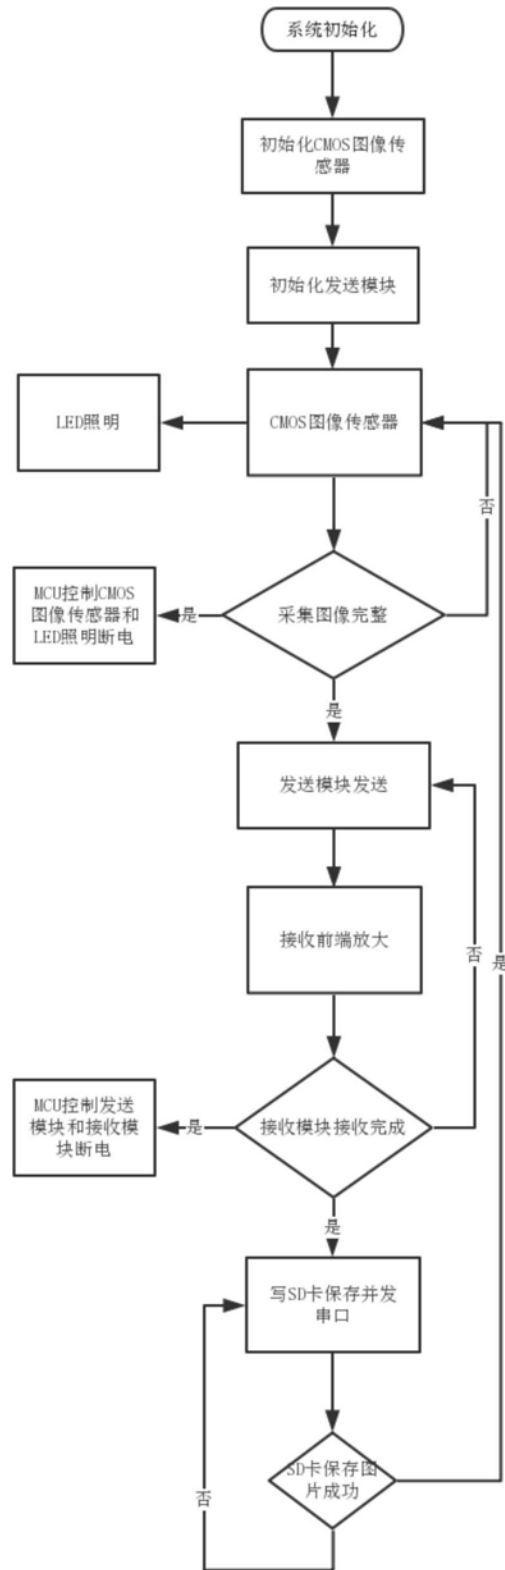 系统初始化
初始化CMOS图像传
感器
初始化发送模块
LED照明
CMOS图像传感器
否
MCU控制CMOS
图像传感器和
LED照明断电
是
采集图像完整
是
发送模块发送
接收前端放大
否
是
MCU控制发送
模块和接收模
块断电
是
接收模块接收完成
是
写SD卡保存并发
串口
SD卡保存图
片成功
否